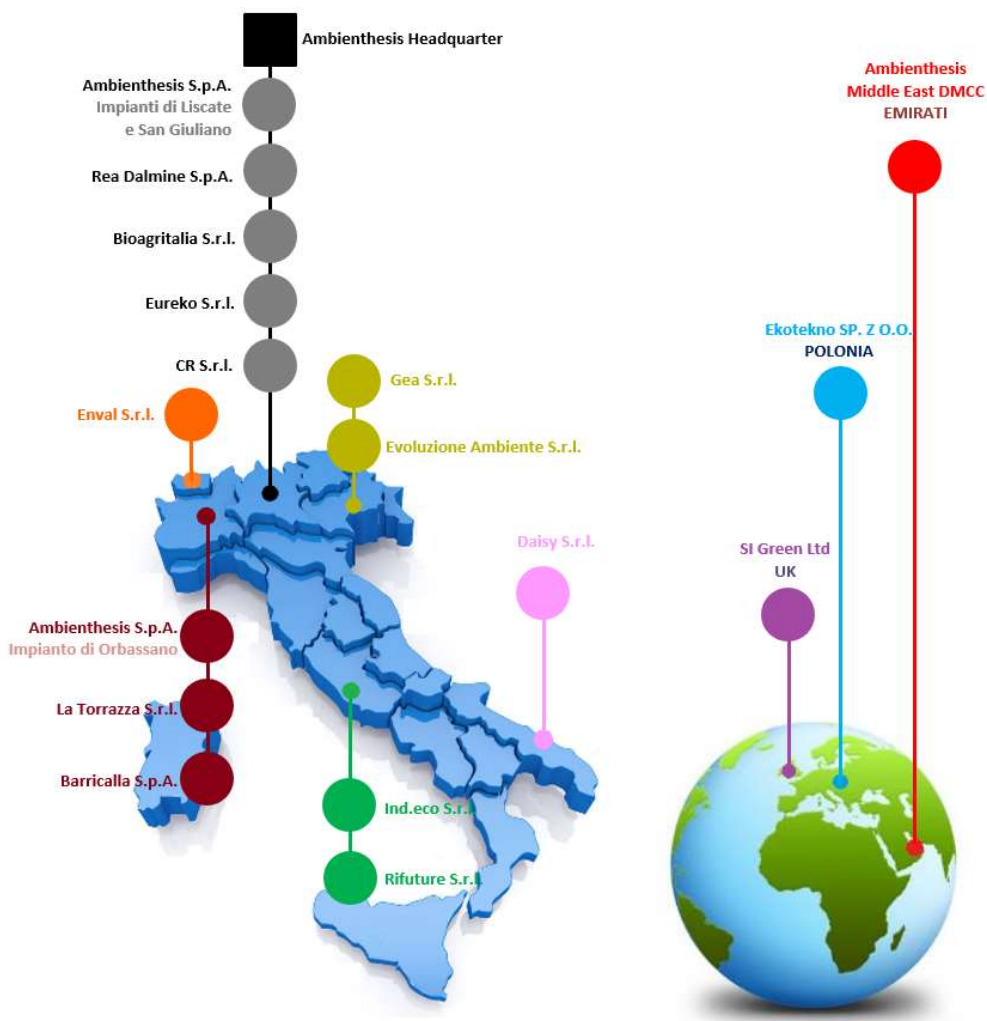 Ambienthesis Headquarter
Ambienthesis S.p.A.
Impianti di Liscate
e San Giuliano
Rea Dalmine S.p.A.
Bioagritalia S.r.l.
Eureko S.r.l.
CR S.r.l.
Enval S.r.l.
Gea S.r.l.
Evoluzione Ambiente S.r.l.
Ambienthesis S.p.A.
Impianto di Orbassano
La Torrazza S.r.l.
Barricalla S.p.A.
Daisy S.r.l.
Ind.eco S.r.l
Rifuture S.r.l.
Ambienthesis
Middle East DMCC
EMIRATI
Ekotekno SP. Z O.O.
POLONIA
SI Green Ltd
UK